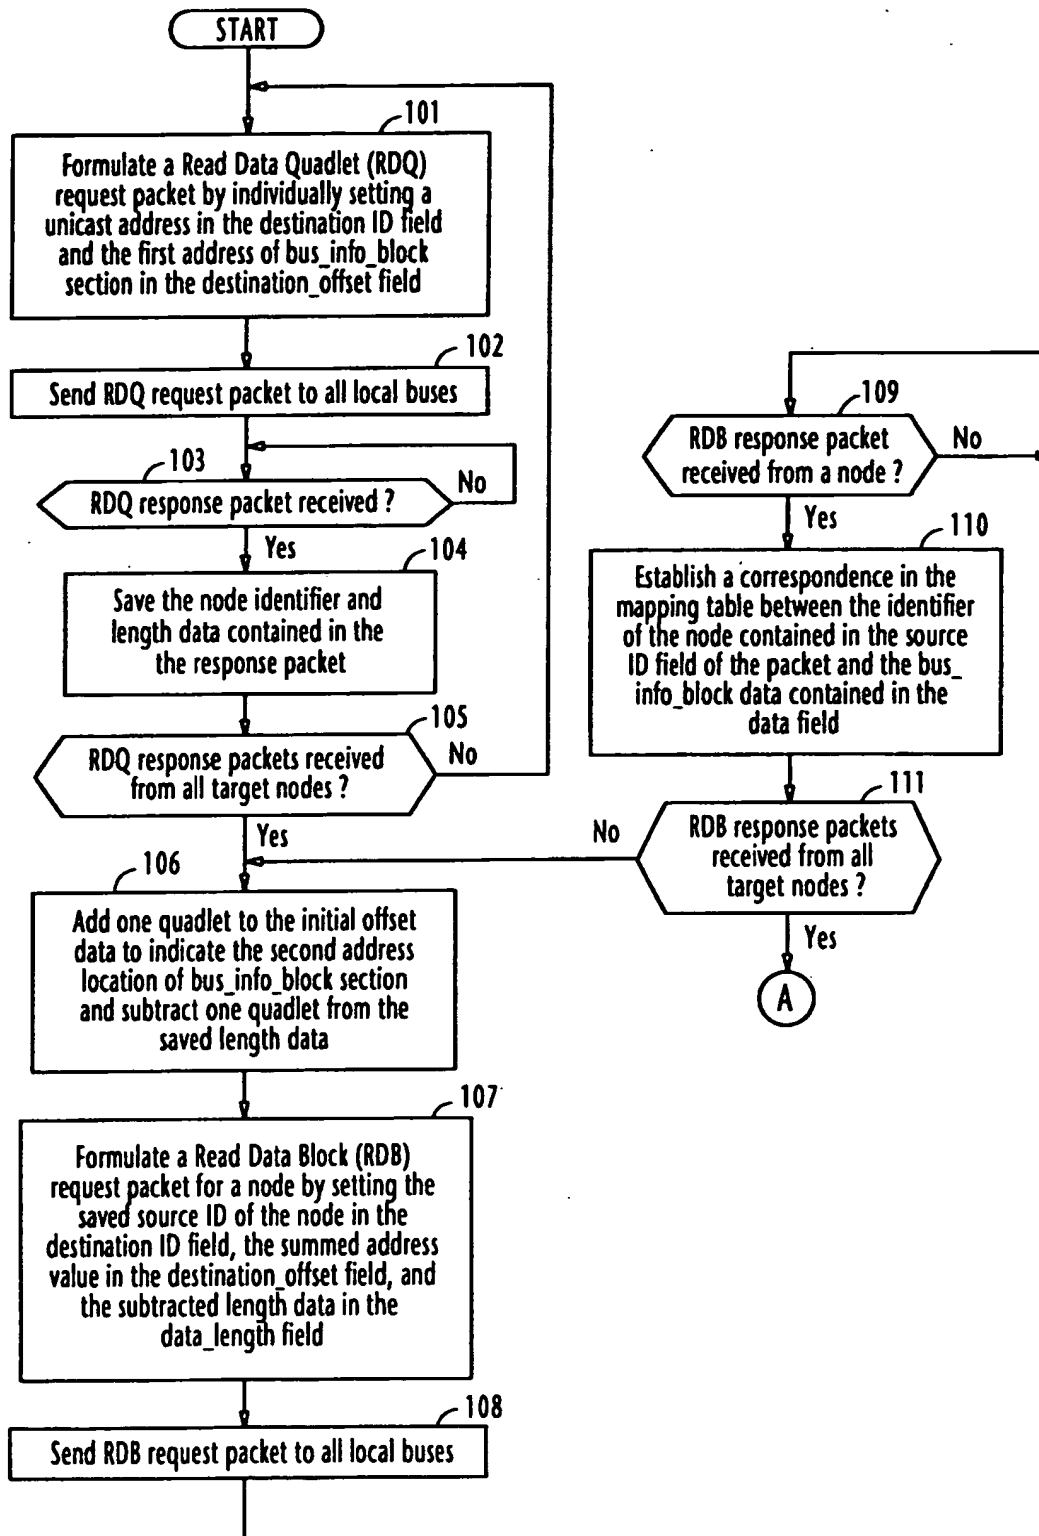 START
101
Formulate a Read Data Quadlet (RDQ)
request packet by individually setting a
unicast address in the destination ID field
and the first address of bus_info_block
section in the destination_offset field
102
Send RDQ request packet to all local buses
103
RDQ response packet received ?
No
Yes
104
Save the node identifier and
length data contained in the
the response packet
105
RDQ response packets received
from all target nodes ?
No
Yes
106
Add one quadlet to the initial offset
data to indicate the second address
location of bus_info_block section
and subtract one quadlet from the
saved length data
107
Formulate a Read Data Block (RDB)
request packet for a node by setting the
saved source ID of the node in the
destination ID field, the summed address
value in the destination_offset field, and
the subtracted length data in the
data_length field
108
Send RDB request packet to all local buses
109
RDB response packet
received from a node ?
No
Yes
110
Establish a correspondence in the
mapping table between the identifier
of the node contained in the source
ID field of the packet and the bus_
info_block data contained in the
data field
111
RDB response packets
received from all
target nodes ?
No
Yes
A